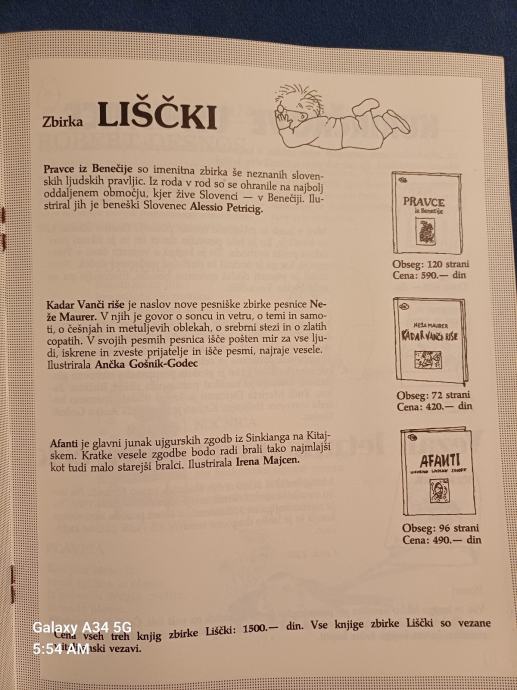 Zbirka LIŠČKI
Pravce iz Benečije so imenitna zbirka še neznanih sloven-
skih ljudskih pravljic. Iz roda v rod so se ohranile na najbolj
oddaljenem območju, kjer žive Slovenci — v Benečiji. Ilu-
striral jih je beneški Slovenec Alessio Petricig.
PRAVCE
iz Benečije
Obseg: 120 strani
Cena: 590.— din
Kadar Vanči riše je naslov nove pesniške zbirke pesnice Ne-
že Maurer. V njih je govor o soncu in vetru, o temi in samo-
ti, o češnjah in metuljevih oblekah, o srebrni stezi in o zlatih
copatih. V svojih pesmih pesnica išče pošten mir za vse lju-
di, iskrene in zveste prijatelje in išče pesmi, najraje vesele.
Ilustrirala Ančka Gošnik-Godec
NEŽA MAURER
KADAR VANČI RIŠE
Obseg: 72 strani
Cena: 420.— din
Afanti je glavni junak ujgurskih zgodb iz Sinkianga na Kitaj-
skem. Kratke vesele zgodbe bodo radi brali tako najmlajši
kot tudi malo starejši bralci. Ilustrirala Irena Majcen.
AFANTI
Obseg: 96 strani
Cena: 490.— din
Cena vseh treh knjig zbirke Liščki: 1500.— din. Vse knjige zbirke Liščki so vezane
vezavi.
Galaxy A34 5G
5:54 AM